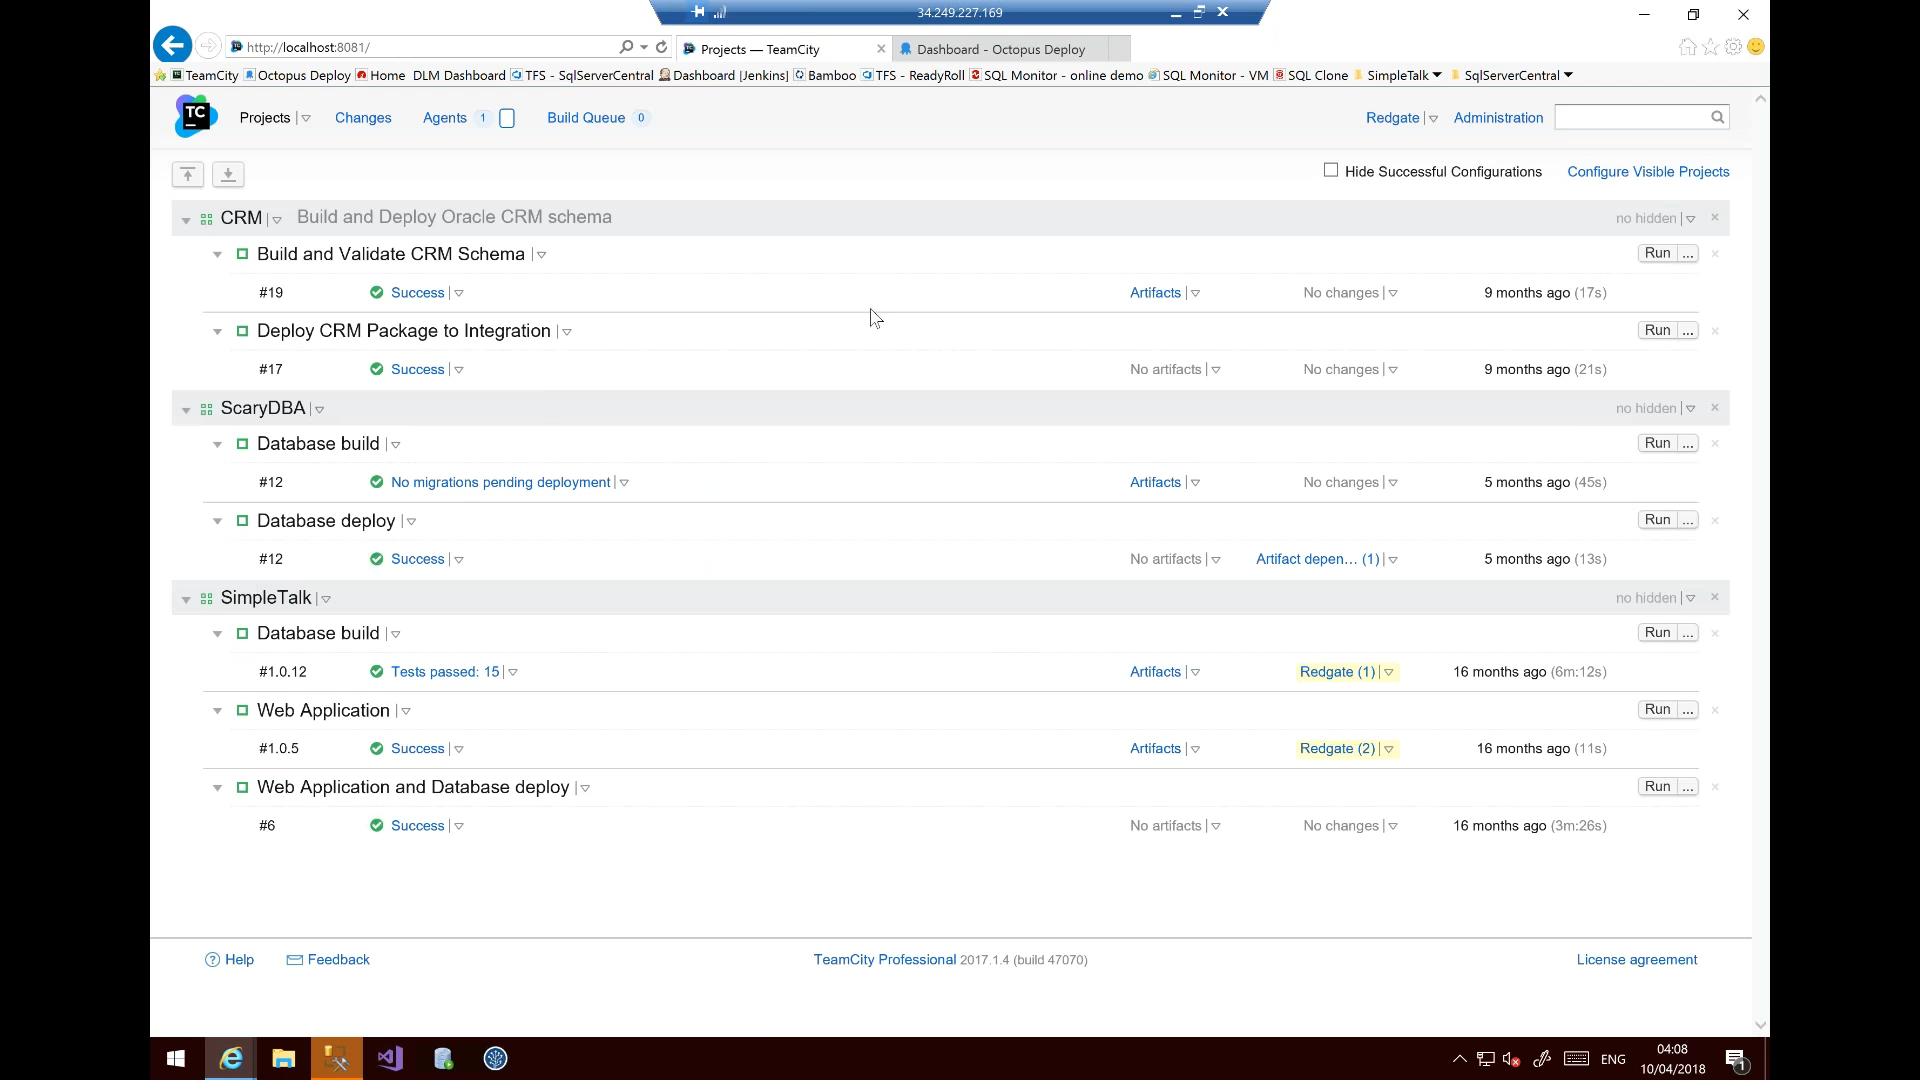 34.249.227.169
http://localhost:8081/
Projects — TeamCity
Dashboard - Octopus Deploy
TeamCity Octopus Deploy Home DLM Dashboard TFS - SqlServerCentral Dashboard [Jenkins] Bamboo TFS - ReadyRoll SQL Monitor - online demo SQL Monitor - VM SQL Clone SimpleTalk SqlServerCentral
TC Projects Changes Agents 1 Build Queue 0 Redgate Administration
Hide Successful Configurations Configure Visible Projects
CRM Build and Deploy Oracle CRM schema no hidden
Build and Validate CRM Schema Run ...
#19 Success Artifacts No changes 9 months ago (17s)
Deploy CRM Package to Integration Run ...
#17 Success No artifacts No changes 9 months ago (21s)
ScaryDBA no hidden
Database build Run ...
#12 No migrations pending deployment Artifacts No changes 5 months ago (45s)
Database deploy Run ...
#12 Success No artifacts Artifact depen... (1) 5 months ago (13s)
SimpleTalk no hidden
Database build Run ...
#1.0.12 Tests passed: 15 Artifacts Redgate (1) 16 months ago (6m:12s)
Web Application Run ...
#1.0.5 Success Artifacts Redgate (2) 16 months ago (11s)
Web Application and Database deploy Run ...
#6 Success No artifacts No changes 16 months ago (3m:26s)
Help Feedback TeamCity Professional 2017.1.4 (build 47070) License agreement
ENG
04:08
10/04/2018
1